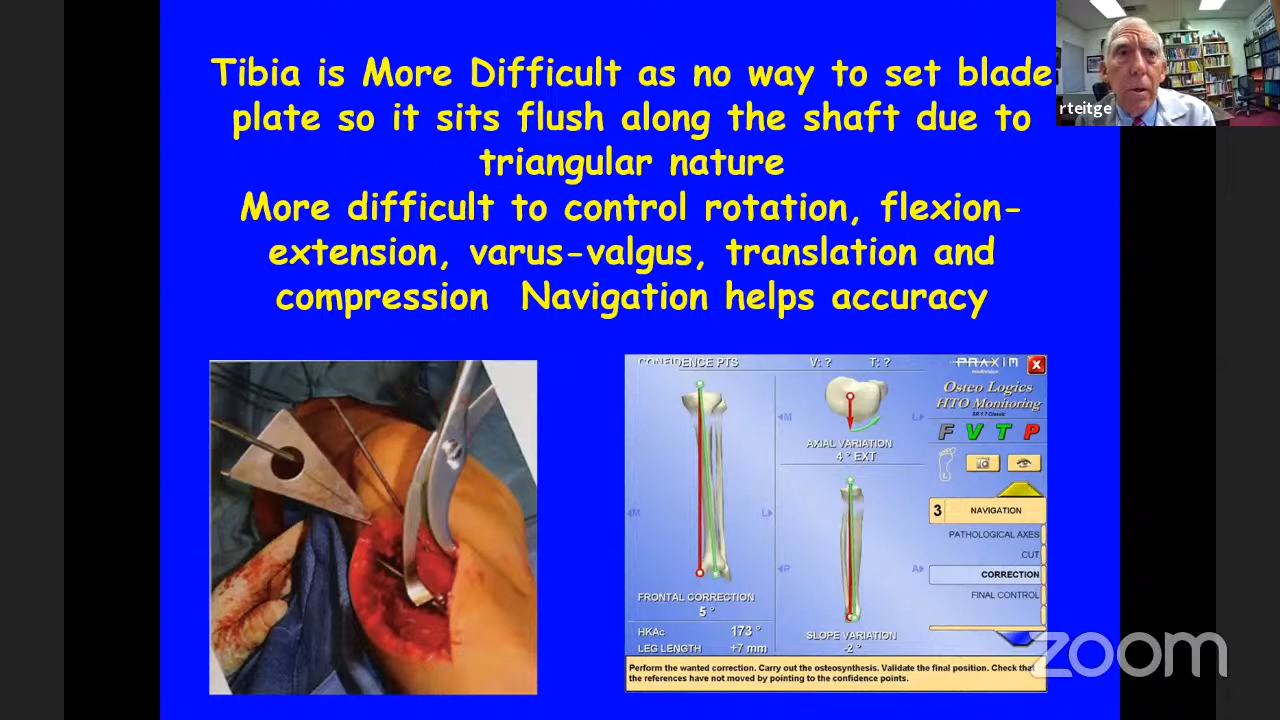 Tibia is More Difficult as no way to set blade
plate so it sits flush along the shaft due to
triangular nature
More difficult to control rotation, flexion-
extension, varus-valgus, translation and
compression Navigation helps accuracy
rteitge
CONFIDENCE PTS
V: ?
T: ?
PRAXIM
Osteo Logics
HTO Monitoring
F V T P
M
L
AXIAL VARIATION
4 ° EXT
3 NAVIGATION
PATHOLOGICAL AXES
CUT
CORRECTION
FINAL CONTROL
M
L
P
A
FRONTAL CORRECTION
5 °
HKAc 173 °
LEG LENGTH +7 mm
SLOPE VARIATION
-2 °
Perform the wanted correction. Carry out the osteosynthesis. Validate the final position. Check that
the references have not moved by pointing to the confidence points.
zoom